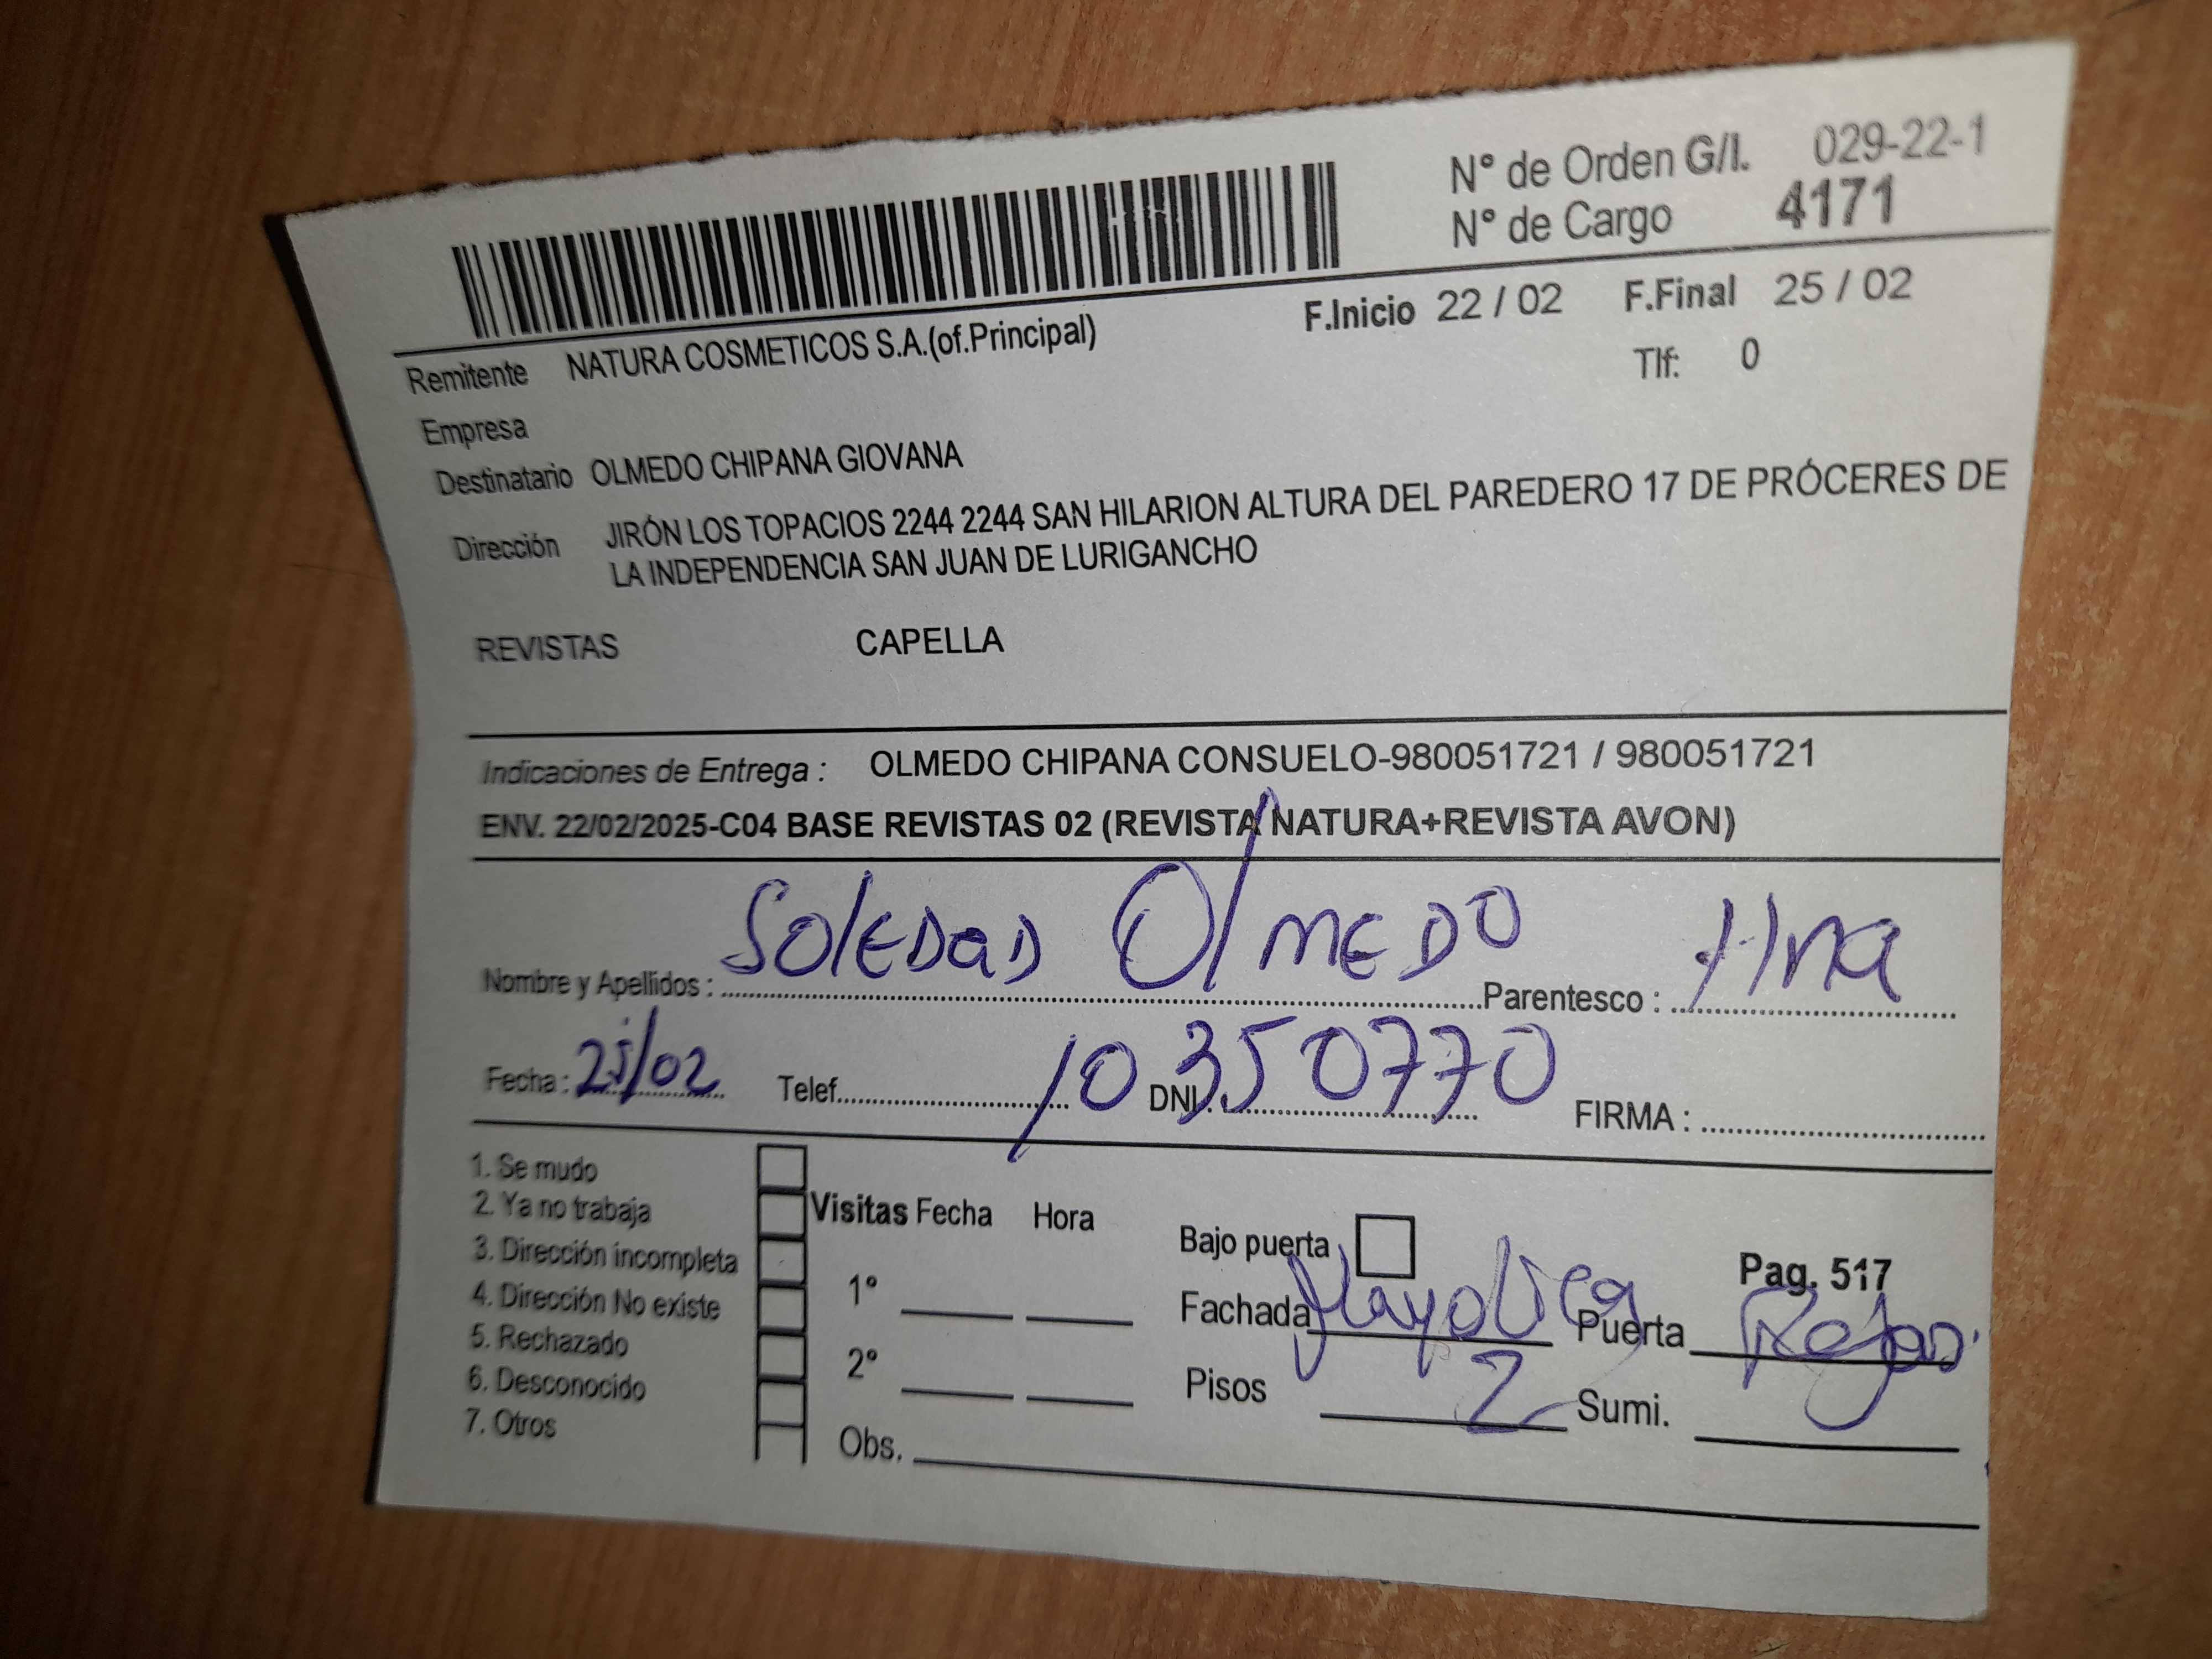 N° de Orden G/I. 029-22-1
N° de Cargo 4171
F.Inicio 22 / 02 F.Final 25 / 02
Remitente NATURA COSMETICOS S.A.(of.Principal)
Tlf: 0
Empresa
Destinatario OLMEDO CHIPANA GIOVANA
Dirección JIRÓN LOS TOPACIOS 2244 2244 SAN HILARION ALTURA DEL PAREDERO 17 DE PRÓCERES DE
LA INDEPENDENCIA SAN JUAN DE LURIGANCHO
REVISTAS CAPELLA
Indicaciones de Entrega : OLMEDO CHIPANA CONSUELO-980051721 / 980051721
ENV. 22/02/2025-C04 BASE REVISTAS 02 (REVISTA NATURA+REVISTA AVON)
Nombre y Apellidos : SolEDaD OlmEDO Parentesco : Hna
Fecha : 25/02 Telef. DNI. 10350770 FIRMA :
1. Se mudo
2. Ya no trabaja
3. Dirección incompleta
4. Dirección No existe
5. Rechazado
6. Desconocido
7. Otros
Visitas Fecha Hora
1°
2°
Obs.
Bajo puerta Pag. 517
Fachada Mayolica Puerta Rejas
Pisos 2 Sumi.